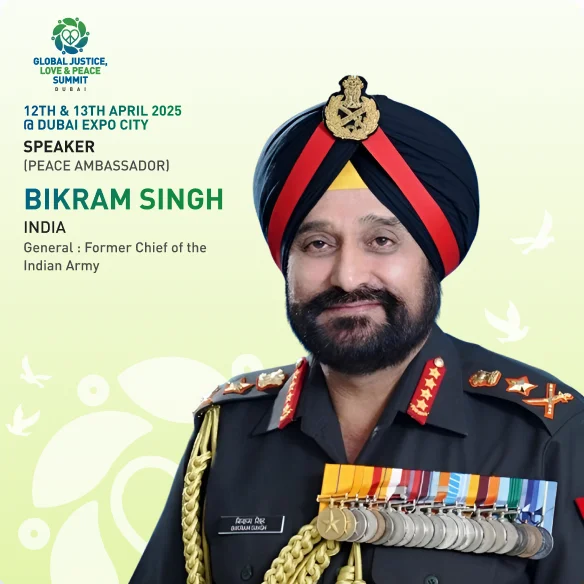 GLOBAL JUSTICE,
LOVE & PEACE
SUMMIT
DUBAI
12TH & 13TH APRIL 2025
@ DUBAI EXPO CITY
SPEAKER
(PEACE AMBASSADOR)
BIKRAM SINGH
INDIA
General : Former Chief of the
Indian Army
बिक्रम सिंह
BIKRAM SINGH